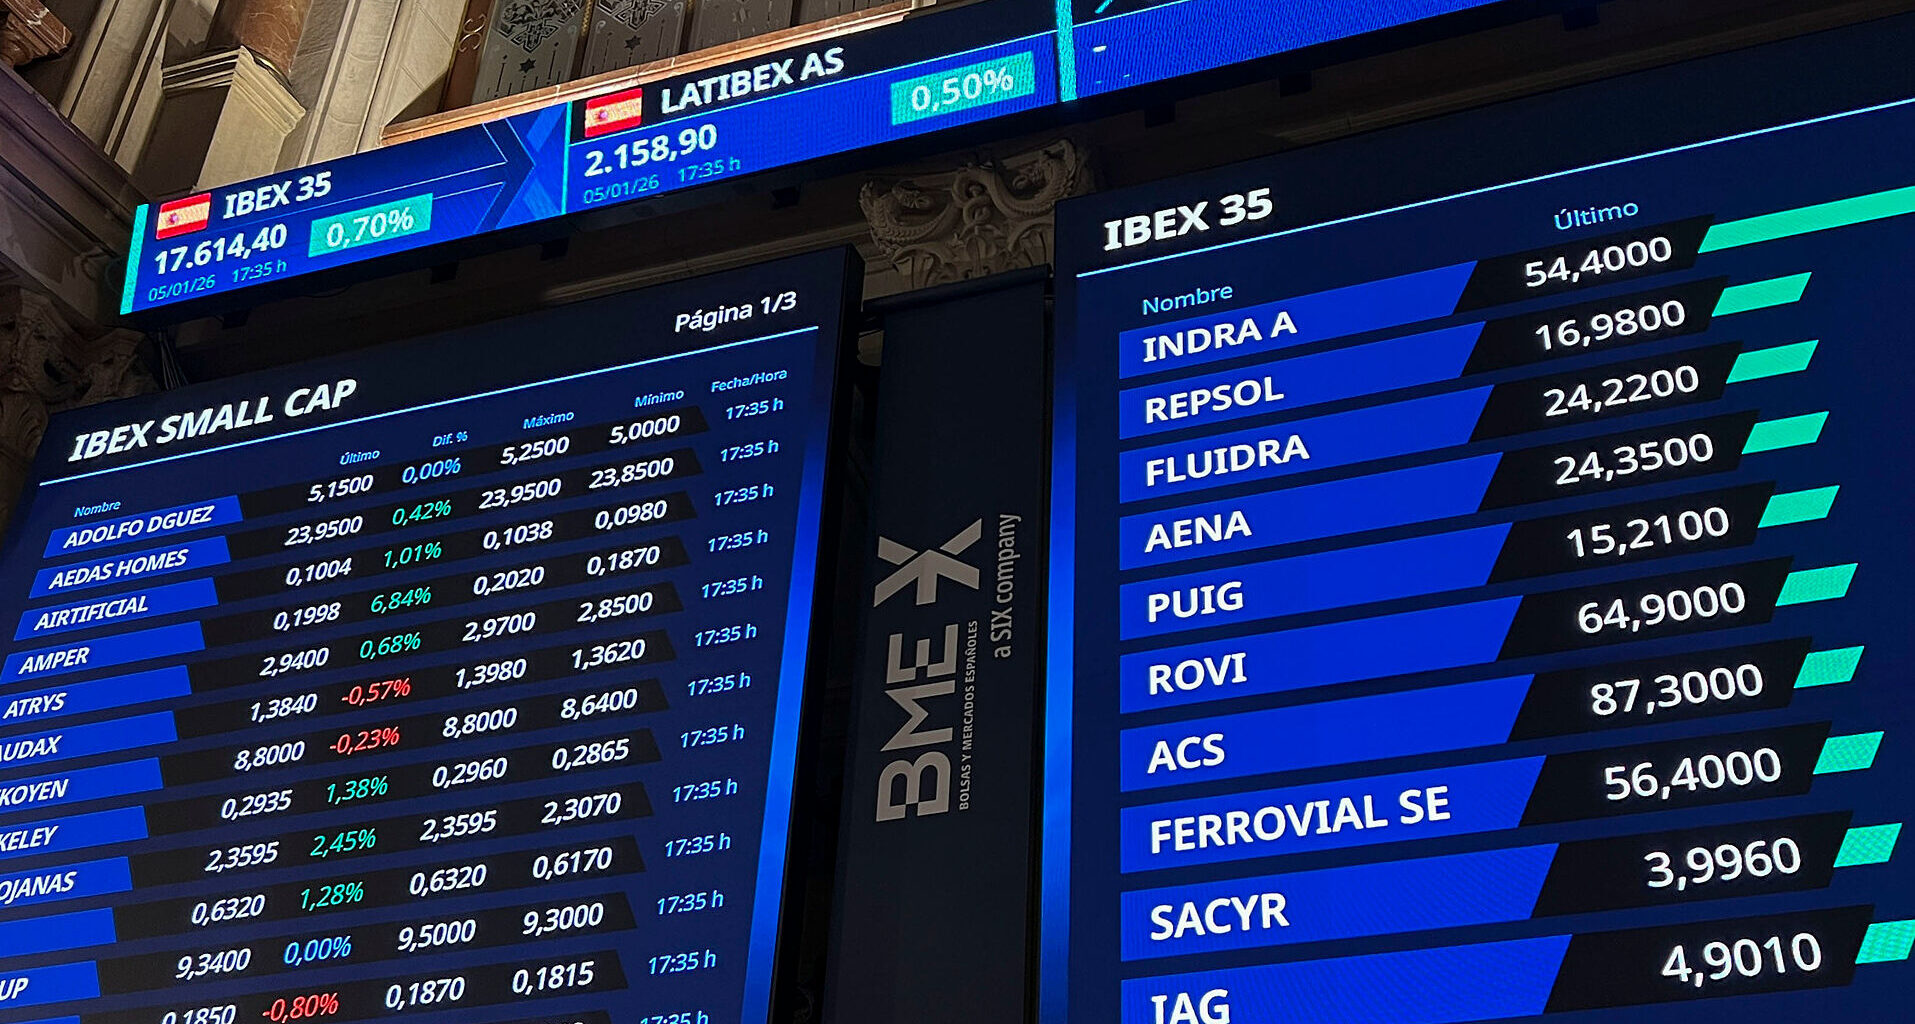 IBEX 35
17.614,40 0,70%
05/01/26 17:35 h
LATIBEX AS
2.158,90 0,50%
05/01/26 17:35 h
Página 1/3
IBEX SMALL CAP
Nombre Último Dif. % Máximo Mínimo Fecha/Hora
ADOLFO DGUEZ 5,1500 0,00% 5,2500 5,0000 17:35 h
AEDAS HOMES 23,9500 0,42% 23,9500 23,8500 17:35 h
AIRTIFICIAL 0,1004 1,01% 0,1038 0,0980 17:35 h
AMPER 0,1998 6,84% 0,2020 0,1870 17:35 h
ATRYS 2,9400 0,68% 2,9700 2,8500 17:35 h
UDAX 1,3840 -0,57% 1,3980 1,3620 17:35 h
KOYEN 8,8000 -0,23% 8,8000 8,6400 17:35 h
KELEY 0,2935 1,38% 0,2960 0,2865 17:35 h
OJANAS 2,3595 2,45% 2,3595 2,3070 17:35 h
0,6320 1,28% 0,6320 0,6170 17:35 h
UP 9,3400 0,00% 9,5000 9,3000 17:35 h
0,1850 -0,80% 0,1870 0,1815 17:35 h
17:35 h
BME X
BOLSAS Y MERCADOS ESPAÑOLES
a SIX company
IBEX 35
Nombre Último
INDRA A 54,4000
REPSOL 16,9800
FLUIDRA 24,2200
AENA 24,3500
PUIG 15,2100
ROVI 64,9000
ACS 87,3000
FERROVIAL SE 56,4000
SACYR 3,9960
IAG 4,9010